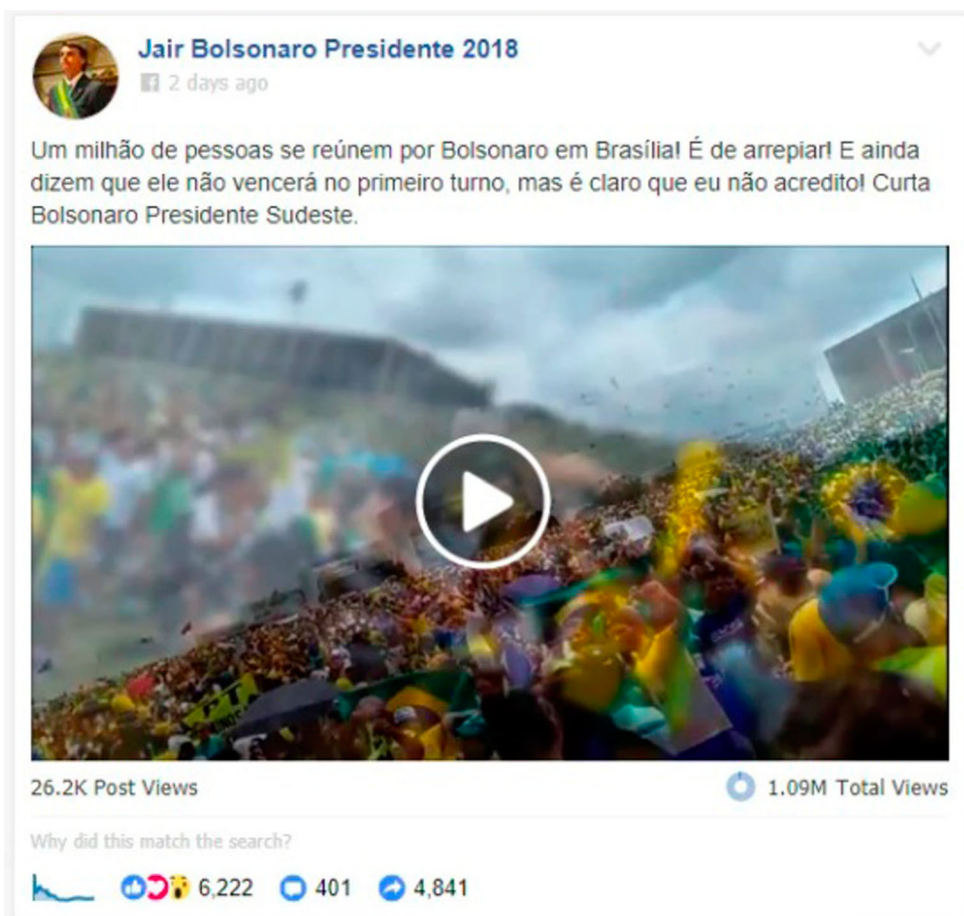 Jair Bolsonaro Presidente 2018
2 days ago
Um milhão de pessoas se reúnem por Bolsonaro em Brasília! É de arrepiar! E ainda
dizem que ele não vencerá no primeiro turno, mas é claro que eu não acredito! Curta
Bolsonaro Presidente Sudeste.
PT
26.2K Post Views
1.09M Total Views
Why did this match the search?
6,222
401
4,841